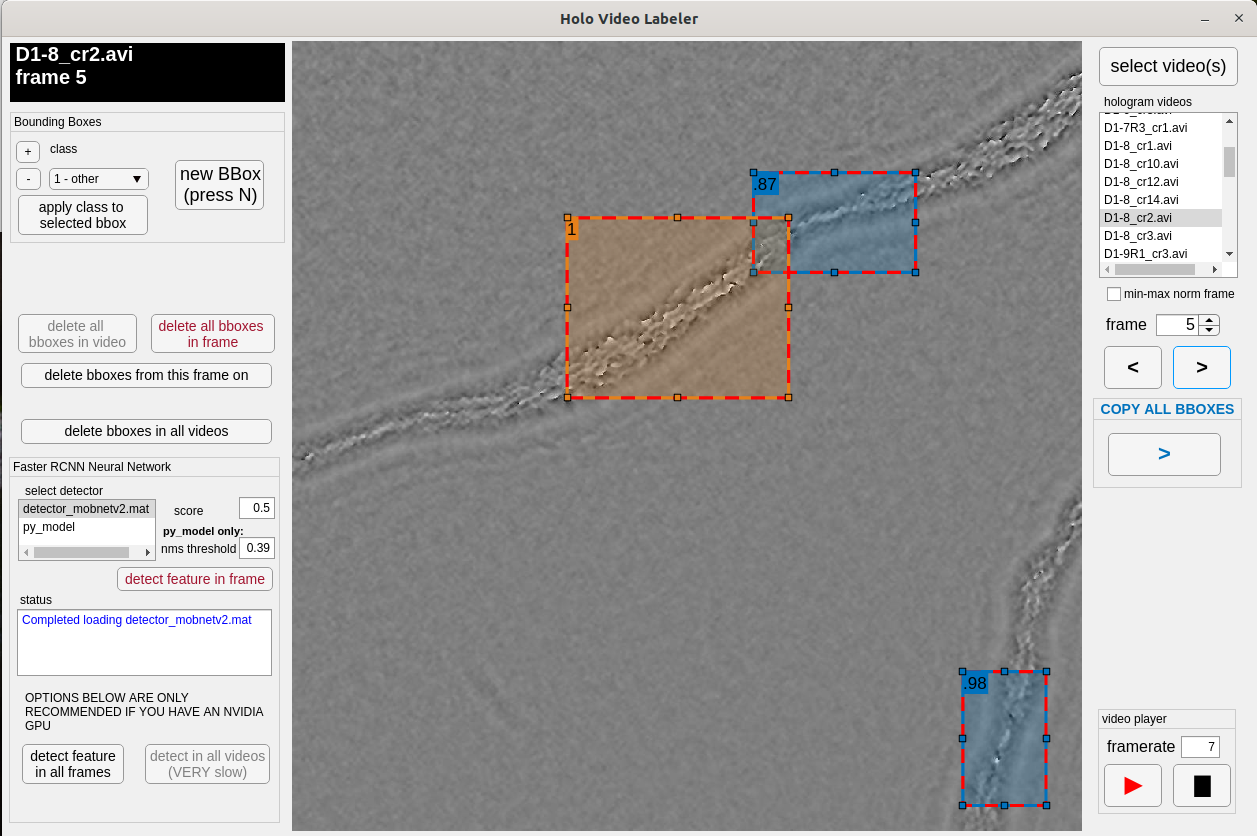 Holo Video Labeler
D1-8_cr2.avi
frame 5
Bounding Boxes
+
class
-
1 - other
new BBox
(press N)
apply class to
selected bbox
delete all
bboxes in video
delete all bboxes
in frame
delete bboxes from this frame on
delete bboxes in all videos
Faster RCNN Neural Network
select detector
detector_mobnetv2.mat
py_model
score
0.5
py_model only:
nms threshold
0.39
detect feature in frame
status
Completed loading detector_mobnetv2.mat
OPTIONS BELOW ARE ONLY
RECOMMENDED IF YOU HAVE AN NVIDIA
GPU
detect feature
in all frames
detect in all videos
(VERY slow)
1
.87
.98
select video(s)
hologram videos
D1-7R3_cr1.avi
D1-8_cr1.avi
D1-8_cr10.avi
D1-8_cr12.avi
D1-8_cr14.avi
D1-8_cr2.avi
D1-8_cr3.avi
D1-9R1_cr3.avi
min-max norm frame
frame
5
<
>
COPY ALL BBOXES
>
video player
framerate
7